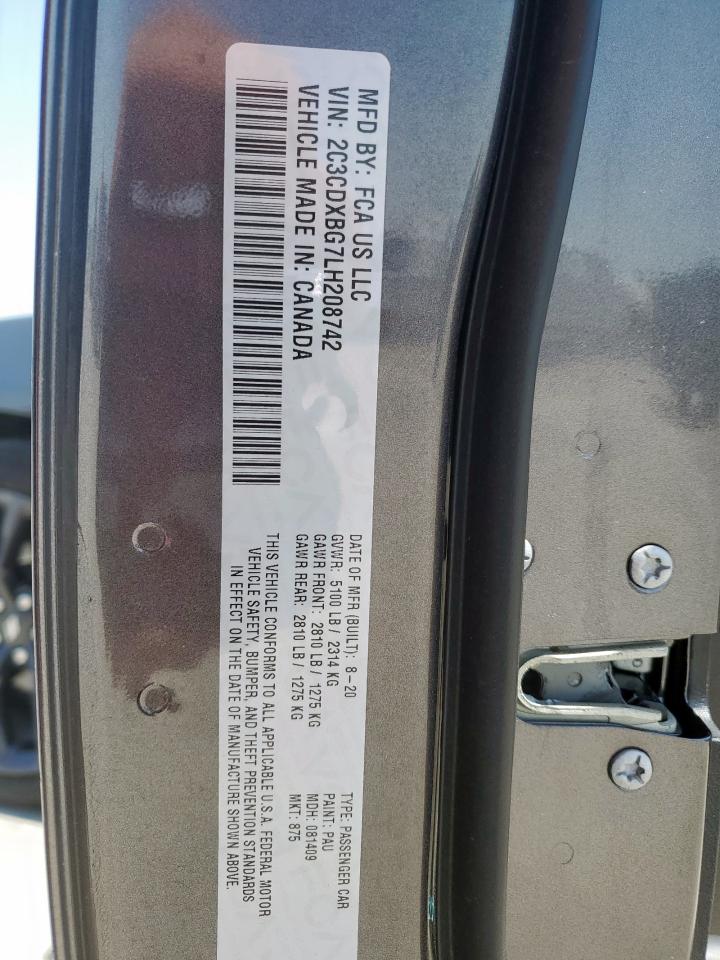 MFD BY: FCA US LLC
VIN: 2C3CDXBG7LH208742
VEHICLE MADE IN: CANADA
DATE OF MFR (BUILT): 8-20
GVWR: 5100 LB / 2314 KG
GAWR FRONT: 2810 LB / 1275 KG
GAWR REAR: 2810 LB / 1275 KG
THIS VEHICLE CONFORMS TO ALL APPLICABLE U.S.A. FEDERAL MOTOR
VEHICLE SAFETY, BUMPER, AND THEFT PREVENTION STANDARDS
IN EFFECT ON THE DATE OF MANUFACTURE SHOWN ABOVE.
TYPE: PASSENGER CAR
PAINT: PAU
MDH: 081409
MKT: 875